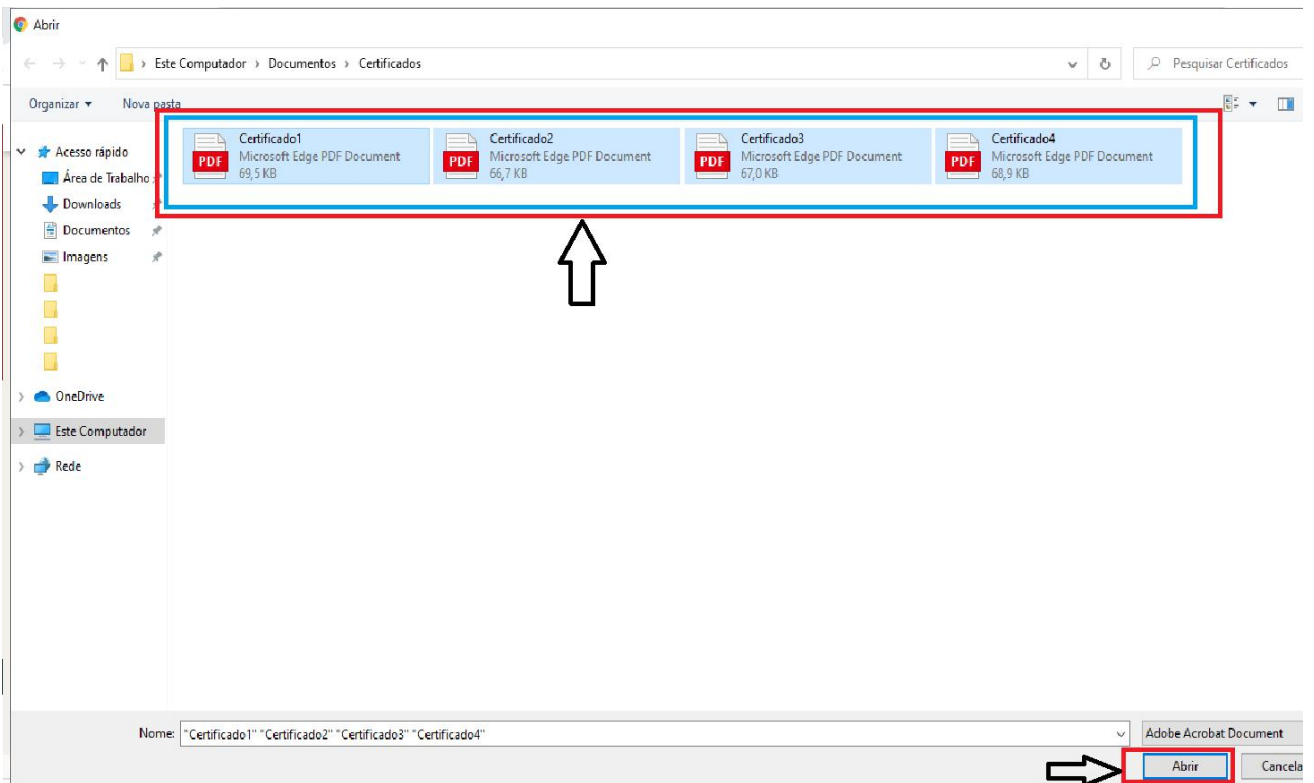 Abrir
Este Computador › Documentos › Certificados
Pesquisar Certificados
Organizar
Nova pasta
Acesso rápido
Área de Trabalho
Downloads
Documentos
Imagens
OneDrive
Este Computador
Rede
PDF
Certificado1
Microsoft Edge PDF Document
69,5 KB
PDF
Certificado2
Microsoft Edge PDF Document
66,7 KB
PDF
Certificado3
Microsoft Edge PDF Document
67,0 KB
PDF
Certificado4
Microsoft Edge PDF Document
68,9 KB
Nome: "Certificado1" "Certificado2" "Certificado3" "Certificado4"
Adobe Acrobat Document
Abrir
Cancela